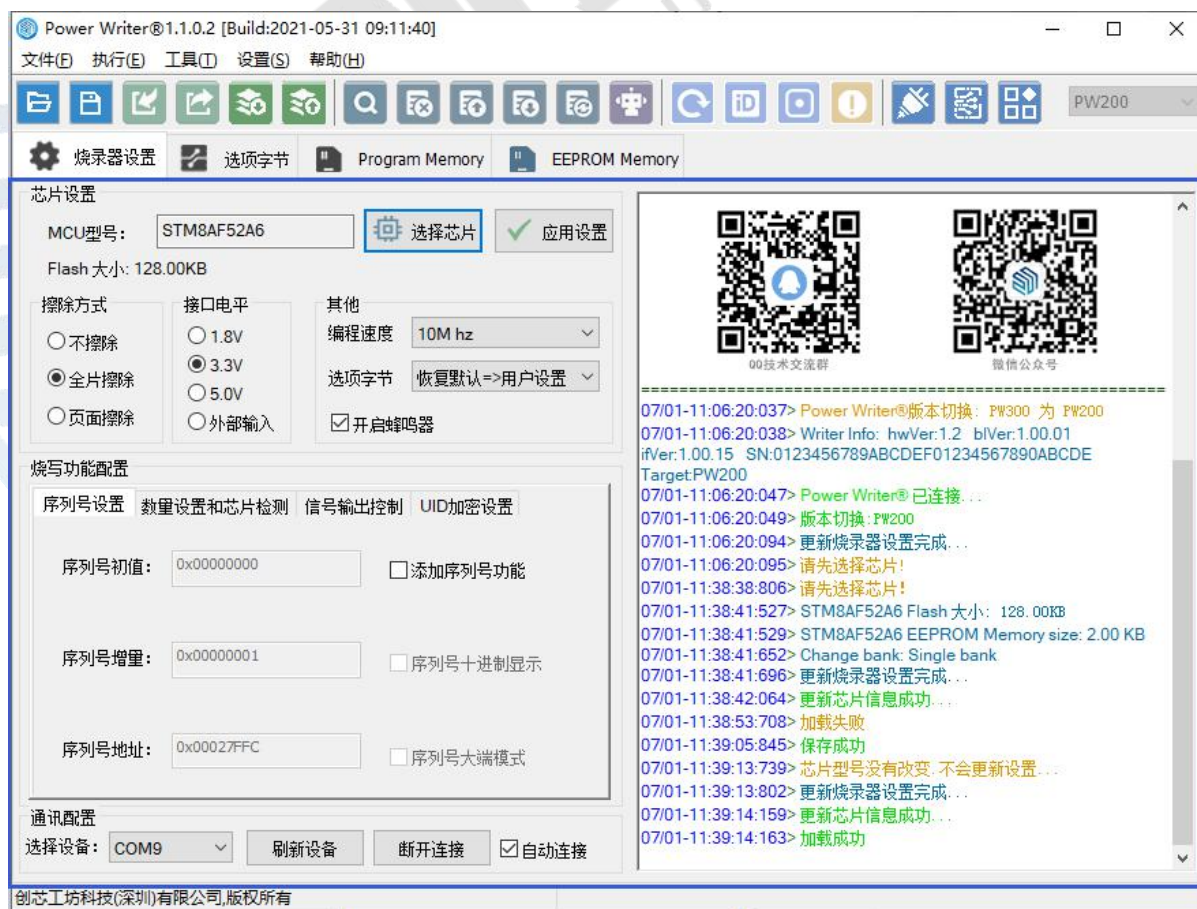 Power Writer®1.1.0.2 [Build:2021-05-31 09:11:40]
文件(F) 执行(E) 工具(T) 设置(S) 帮助(H)
iD
PW200
烧录器设置 选项字节 Program Memory EEPROM Memory
芯片设置
MCU型号: STM8AF52A6 选择芯片 应用设置
Flash 大小: 128.00KB
擦除方式
不擦除
全片擦除
页面擦除
接口电平
1.8V
3.3V
5.0V
外部输入
其他
编程速度 10M hz
选项字节 恢复默认=>用户设置
开启蜂鸣器
烧写功能配置
序列号设置 数量设置和芯片检测 信号输出控制 UID加密设置
序列号初值: 0x00000000 添加序列号功能
序列号增量: 0x00000001 序列号十进制显示
序列号地址: 0x00027FFC 序列号大端模式
通讯配置
选择设备: COM9 刷新设备 断开连接 自动连接
QQ技术交流群 微信公众号
==========================================================
07/01-11:06:20:037> Power Writer®版本切换: PW300 为 PW200
07/01-11:06:20:038> Writer Info: hwVer:1.2 blVer:1.00.01
ifVer:1.00.15 SN:0123456789ABCDEF01234567890ABCDE
Target:PW200
07/01-11:06:20:047> Power Writer® 已连接...
07/01-11:06:20:049> 版本切换:PW200
07/01-11:06:20:094> 更新烧录器设置完成...
07/01-11:06:20:095> 请先选择芯片!
07/01-11:38:38:806> 请先选择芯片!
07/01-11:38:41:527> STM8AF52A6 Flash 大小: 128.00KB
07/01-11:38:41:529> STM8AF52A6 EEPROM Memory size: 2.00 KB
07/01-11:38:41:652> Change bank: Single bank
07/01-11:38:41:696> 更新烧录器设置完成...
07/01-11:38:42:064> 更新芯片信息成功...
07/01-11:38:53:708> 加载失败
07/01-11:39:05:845> 保存成功
07/01-11:39:13:739> 芯片型号没有改变.不会更新设置...
07/01-11:39:13:802> 更新烧录器设置完成...
07/01-11:39:14:159> 更新芯片信息成功...
07/01-11:39:14:163> 加载成功
创芯工坊科技(深圳)有限公司,版权所有